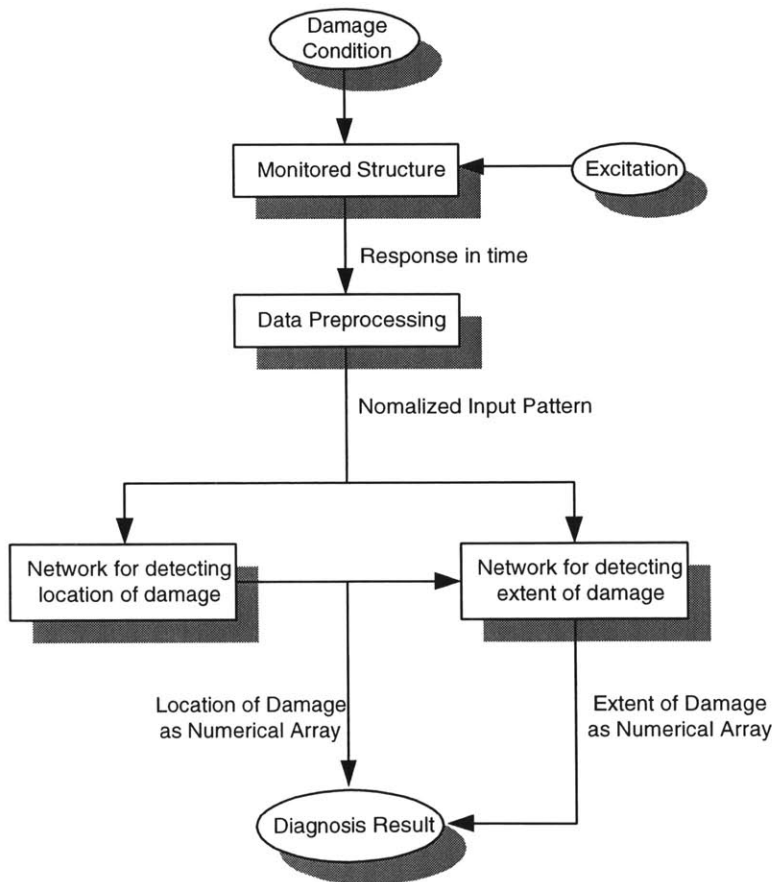 Damage
Condition
Monitored Structure
Excitation
Response in time
Data Preprocessing
Nomalized Input Pattern
Network for detecting
location of damage
Network for detecting
extent of damage
Location of Damage
as Numerical Array
Extent of Damage
as Numerical Array
Diagnosis Result